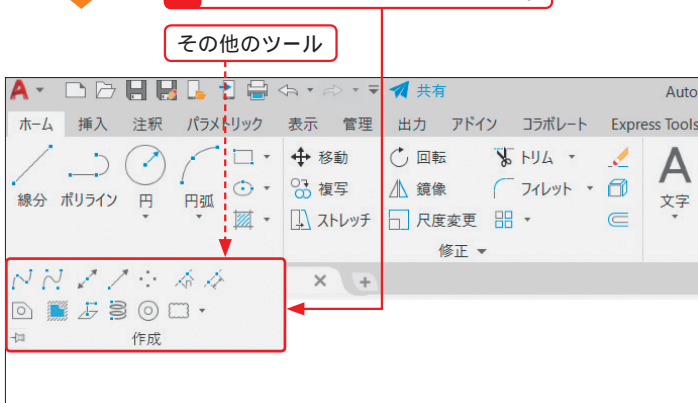 その他のツール
A 共有 Auto
ホーム 挿入 注釈 パラメトリック 表示 管理 出力 アドイン コラボレート Express Tools
線分 ポリライン 円 円弧 移動 回転 トリム 文字
複写 鏡像 フィレット
ストレッチ 尺度変更
修正
作成